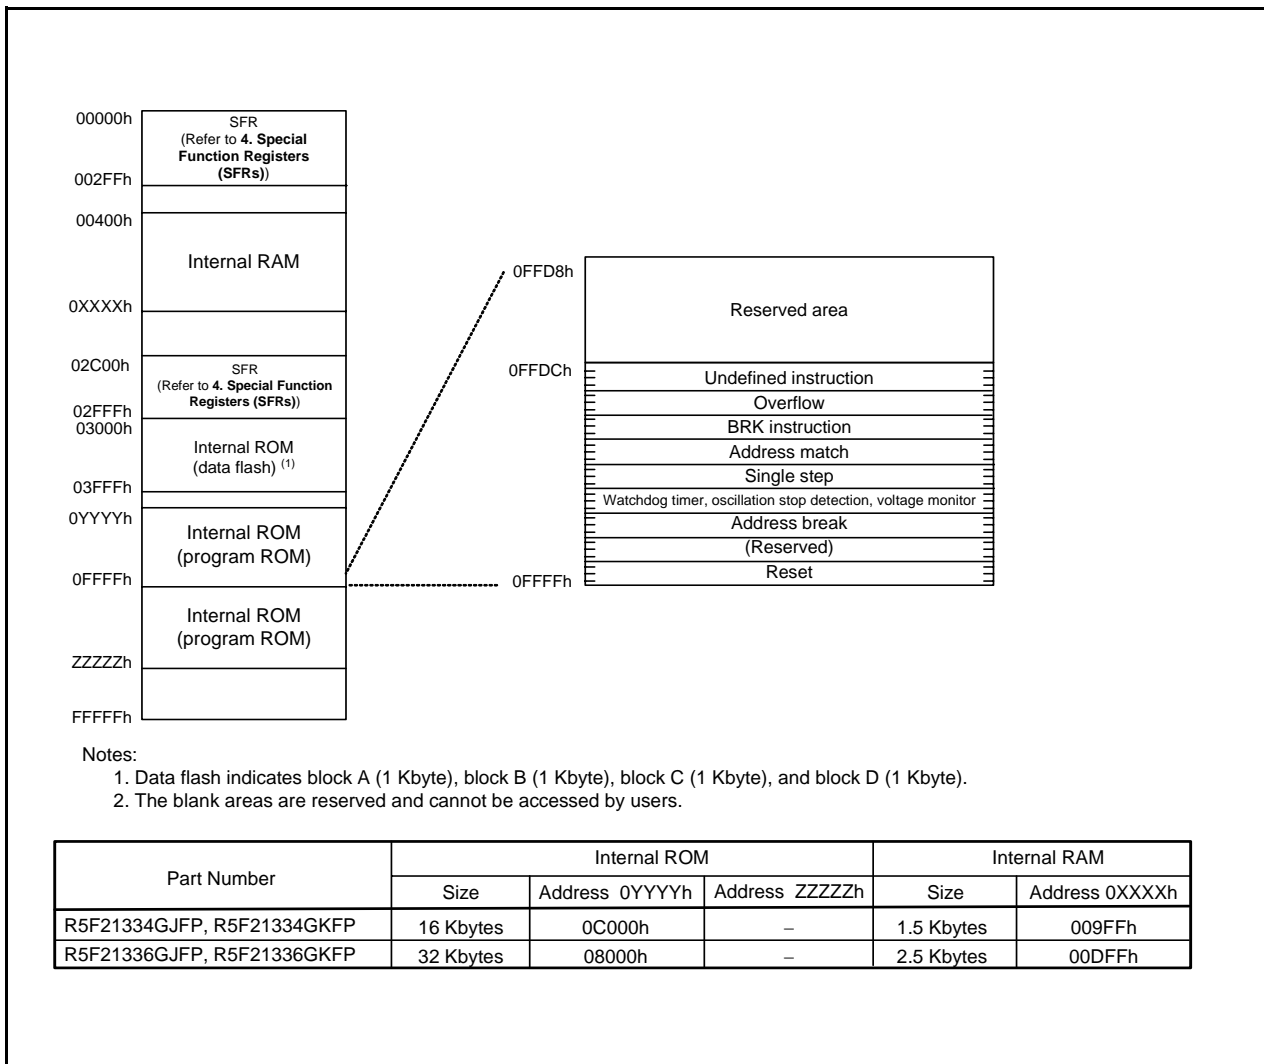 00000h
SFR
(Refer to 4. Special
Function Registers
(SFRs))
002FFh
00400h
Internal RAM
0XXXXh
02C00h
SFR
(Refer to 4. Special Function
Registers (SFRs))
02FFFh
03000h
Internal ROM
(data flash) (1)
03FFFh
0YYYYh
Internal ROM
(program ROM)
0FFFFh
Internal ROM
(program ROM)
ZZZZZh
FFFFFh
0FFD8h
Reserved area
0FFDCh
Undefined instruction
Overflow
BRK instruction
Address match
Single step
Watchdog timer, oscillation stop detection, voltage monitor
Address break
(Reserved)
Reset
0FFFFh
Notes:
1. Data flash indicates block A (1 Kbyte), block B (1 Kbyte), block C (1 Kbyte), and block D (1 Kbyte).
2. The blank areas are reserved and cannot be accessed by users.
Part Number Internal ROM Internal RAM
Size Address 0YYYYh Address ZZZZZh Size Address 0XXXXh
R5F21334GJFP, R5F21334GKFP 16 Kbytes 0C000h – 1.5 Kbytes 009FFh
R5F21336GJFP, R5F21336GKFP 32 Kbytes 08000h – 2.5 Kbytes 00DFFh